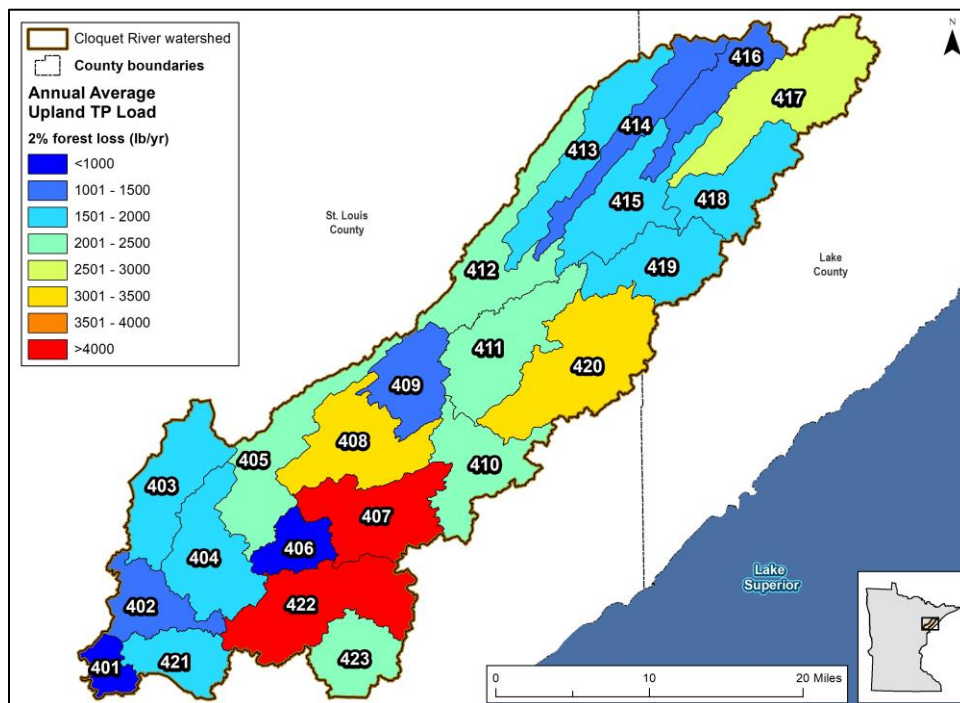 Cloquet River watershed
County boundaries
Annual Average
Upland TP Load
2% forest loss (lb/yr)
<1000
1001 - 1500
1501 - 2000
2001 - 2500
2501 - 3000
3001 - 3500
3501 - 4000
>4000
N
416
417
414
413
415
418
St. Louis
County
Lake
County
412
419
411
420
409
408
405
410
403
407
406
404
Lake
Superior
422
402
423
401
421
0 10 20 Miles